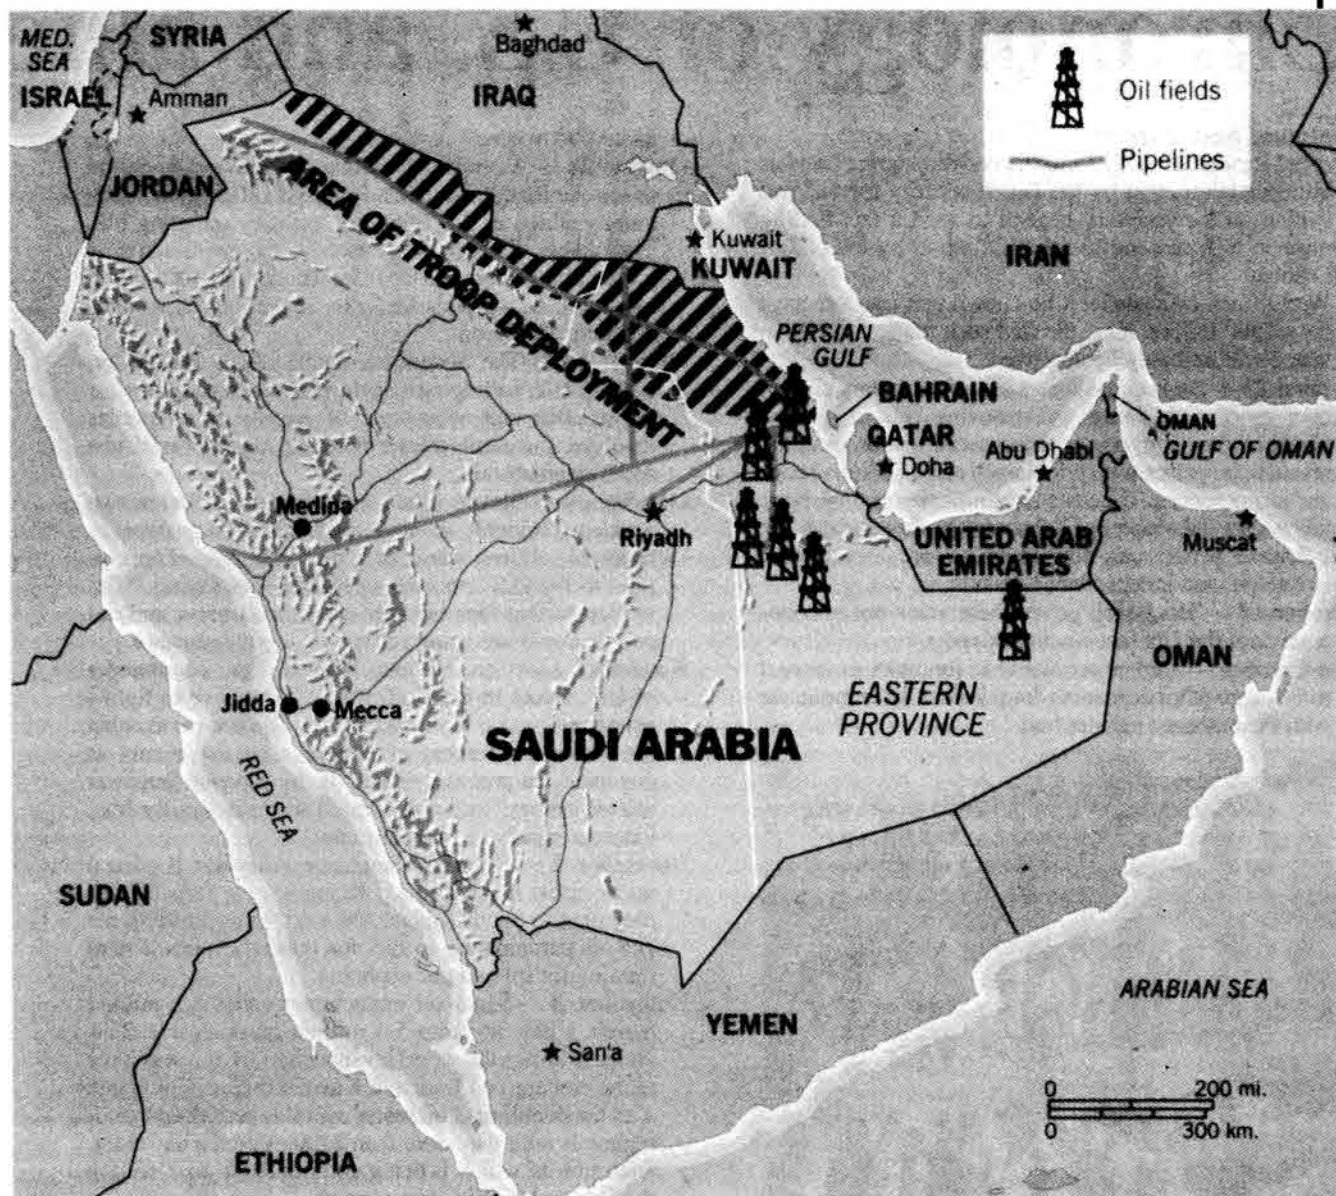 MED.
SEA
SYRIA
Baghdad
ISRAEL
Amman
IRAQ
Oil fields
Pipelines
JORDAN
AREA OF TROOP DEPLOYMENT
Kuwait
KUWAIT
IRAN
PERSIAN
GULF
BAHRAIN
QATAR
Doha
Abu Dhabi
OMAN
GULF OF OMAN
Medina
Riyadh
UNITED ARAB
EMIRATES
Muscat
OMAN
Jidda
Mecca
EASTERN
PROVINCE
SAUDI ARABIA
RED SEA
SUDAN
ARABIAN SEA
YEMEN
San'a
0 200 mi.
0 300 km.
ETHIOPIA